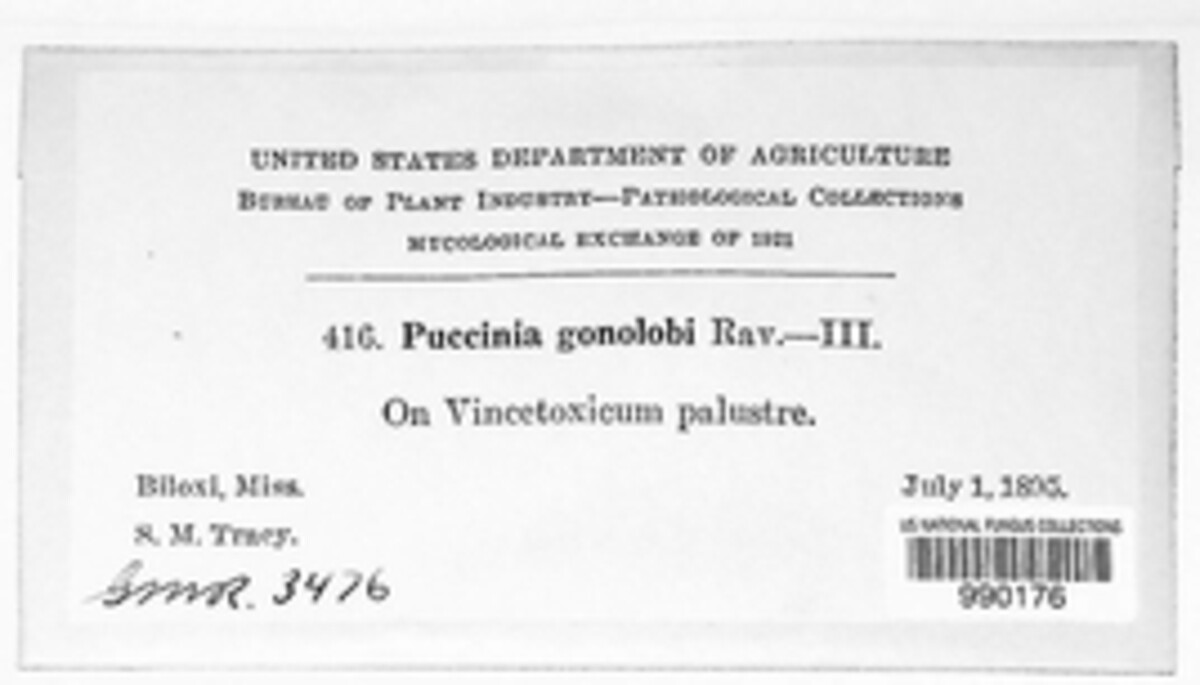 UNITED STATES DEPARTMENT OF AGRICULTURE
BUREAU OF PLANT INDUSTRY—PATHOLOGICAL COLLECTIONS
MYCOLOGICAL EXCHANGE OF 1921
416. Puccinia gonolobi Rav.—III.
On Vincetoxicum palustre.
Biloxi, Miss.
July 1, 1895.
S. M. Tracy.
US NATIONAL FUNGUS COLLECTIONS
3476
990176